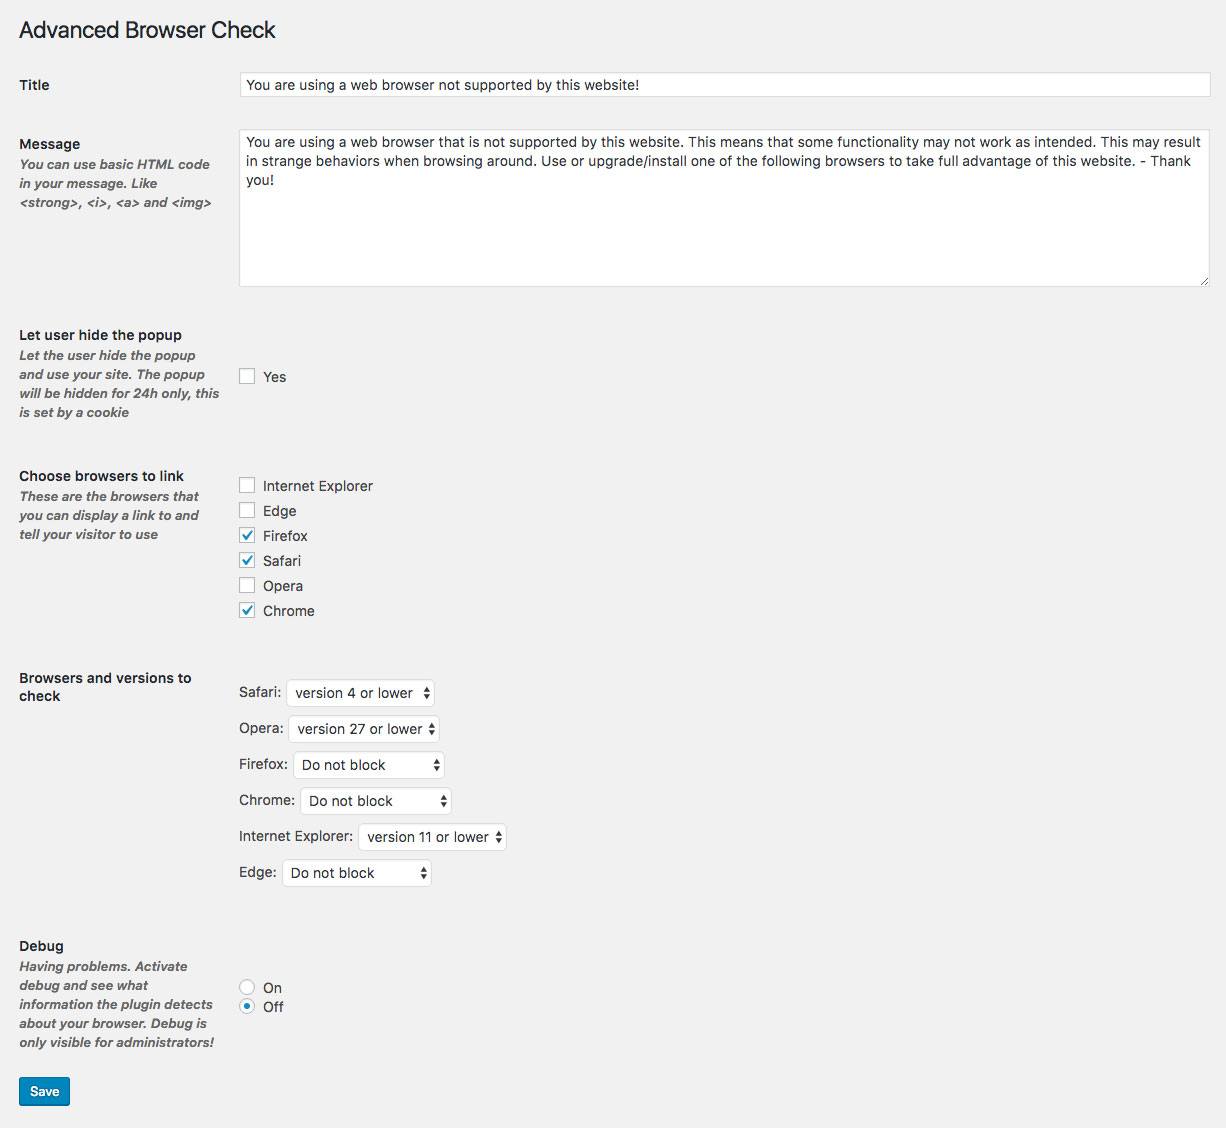 Advanced Browser Check
Title
You are using a web browser not supported by this website!
Message
You can use basic HTML code
in your message. Like
<strong>, <i>, <a> and <img>
You are using a web browser that is not supported by this website. This means that some functionality may not work as intended. This may result
in strange behaviors when browsing around. Use or upgrade/install one of the following browsers to take full advantage of this website. - Thank
you!
Let user hide the popup
Let the user hide the popup
and use your site. The popup
will be hidden for 24h only, this
is set by a cookie
Yes
Choose browsers to link
These are the browsers that
you can display a link to and
tell your visitor to use
Internet Explorer
Edge
Firefox
Safari
Opera
Chrome
Browsers and versions to
check
Safari: version 4 or lower
Opera: version 27 or lower
Firefox: Do not block
Chrome: Do not block
Internet Explorer: version 11 or lower
Edge: Do not block
Debug
Having problems. Activate
debug and see what
information the plugin detects
about your browser. Debug is
only visible for administrators!
On
Off
Save